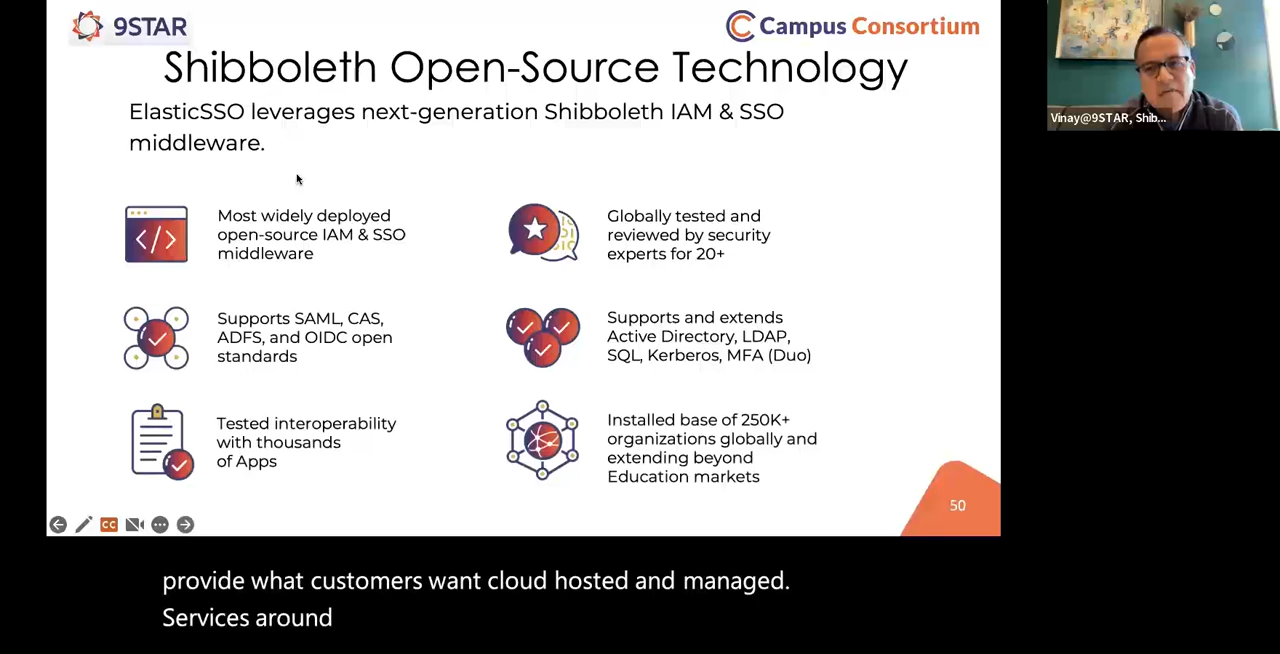 9STAR
Campus Consortium
Shibboleth Open-Source Technology
ElasticSSO leverages next-generation Shibboleth IAM & SSO
middleware.
Most widely deployed
open-source IAM & SSO
middleware
Globally tested and
reviewed by security
experts for 20+
Supports SAML, CAS,
ADFS, and OIDC open
standards
Supports and extends
Active Directory, LDAP,
SQL, Kerberos, MFA (Duo)
Tested interoperability
with thousands
of Apps
Installed base of 250K+
organizations globally and
extending beyond
Education markets
50
CC
Vinay@9STAR, Shib...
provide what customers want cloud hosted and managed.
Services around